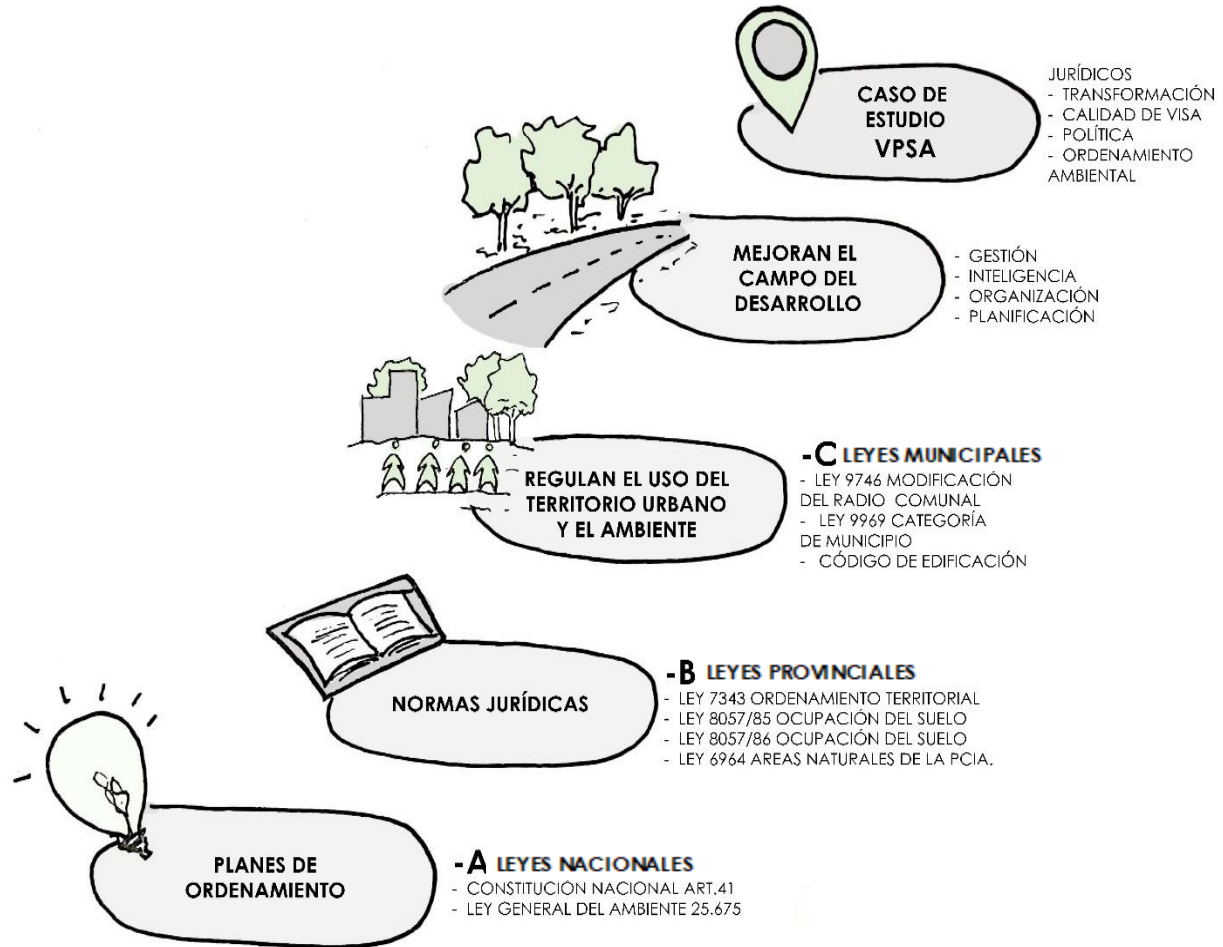 CASO DE
ESTUDIO
VPSA
JURÍDICOS
- TRANSFORMACIÓN
- CALIDAD DE VISA
- POLÍTICA
- ORDENAMIENTO
AMBIENTAL
MEJORAN EL
CAMPO DEL
DESARROLLO
- GESTIÓN
- INTELIGENCIA
- ORGANIZACIÓN
- PLANIFICACIÓN
REGULAN EL USO DEL
TERRITORIO URBANO
Y EL AMBIENTE
-C LEYES MUNICIPALES
- LEY 9746 MODIFICACIÓN
DEL RADIO COMUNAL
- LEY 9969 CATEGORÍA
DE MUNICIPIO
- CÓDIGO DE EDIFICACIÓN
NORMAS JURÍDICAS
-B LEYES PROVINCIALES
- LEY 7343 ORDENAMIENTO TERRITORIAL
- LEY 8057/85 OCUPACIÓN DEL SUELO
- LEY 8057/86 OCUPACIÓN DEL SUELO
- LEY 6964 AREAS NATURALES DE LA PCIA.
PLANES DE
ORDENAMIENTO
-A LEYES NACIONALES
- CONSTITUCIÓN NACIONAL ART.41
- LEY GENERAL DEL AMBIENTE 25.675